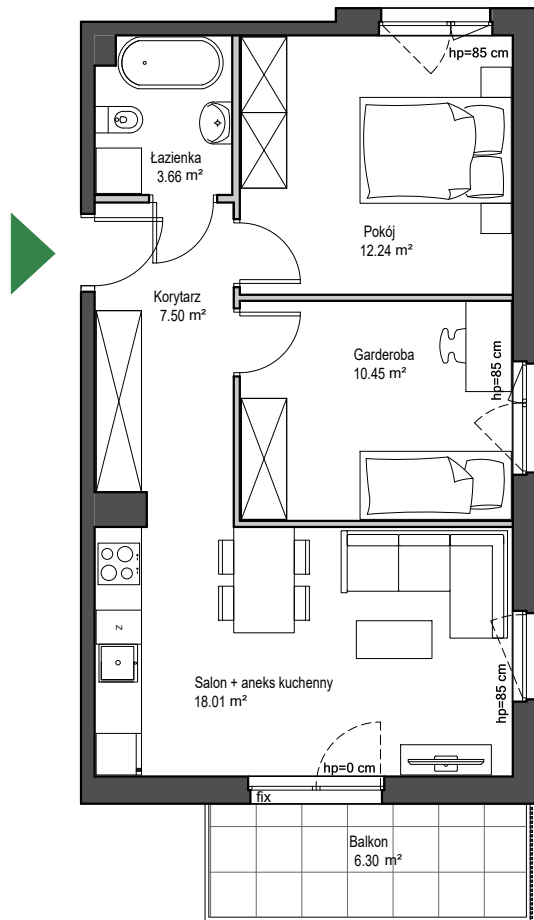 hp=85 cm
Łazienka
3.66 m²
Pokój
12.24 m²
Korytarz
7.50 m²
Garderoba
10.45 m²
hp=85 cm
Z
Salon + aneks kuchenny
18.01 m²
hp=85 cm
hp=0 cm
fix
Balkon
6.30 m²